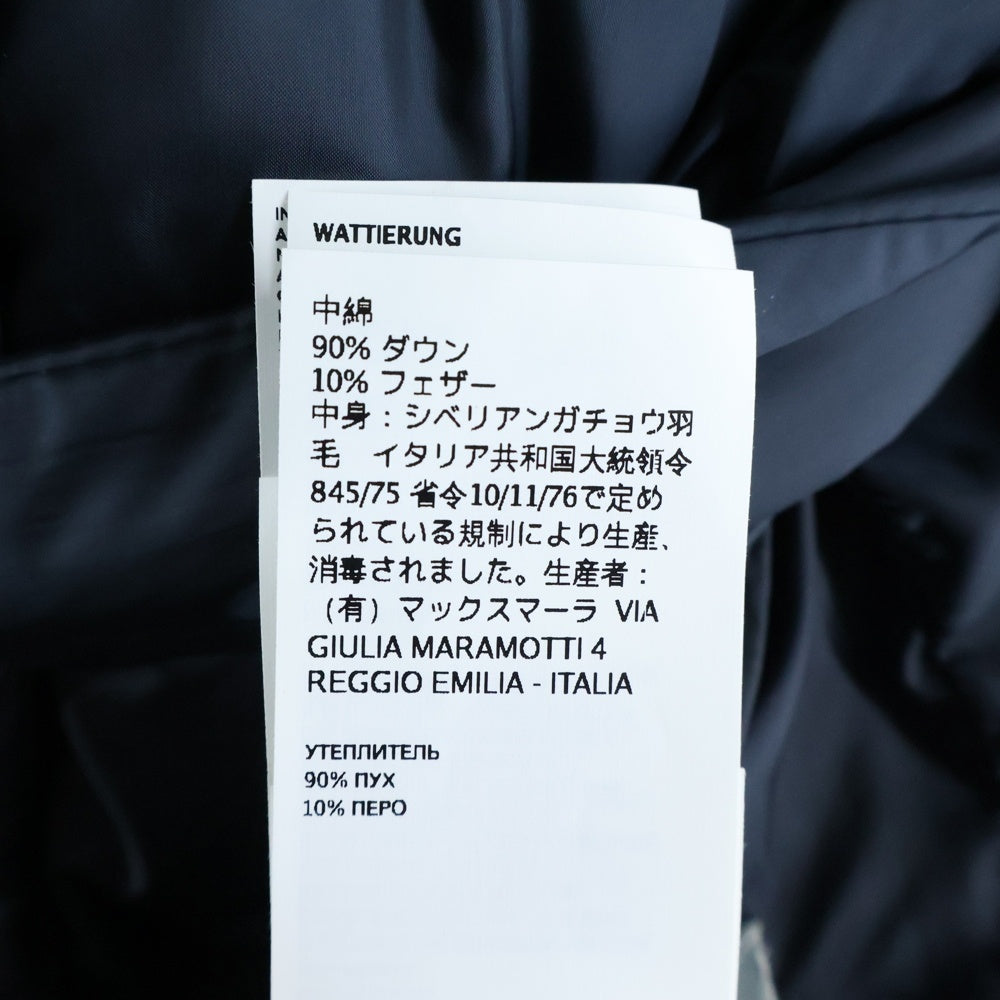 WATTIERUNG
中綿
90% ダウン
10% フェザー
中身：シベリアンガチョウ羽
毛　イタリア共和国大統領令
845/75 省令10/11/76で定め
られている規制により生産、
消毒されました。生産者：
（有）マックスマーラ VIA
GIULIA MARAMOTTI 4
REGGIO EMILIA - ITALIA
УТЕПЛИТЕЛЬ
90% ПУХ
10% ПЕРО